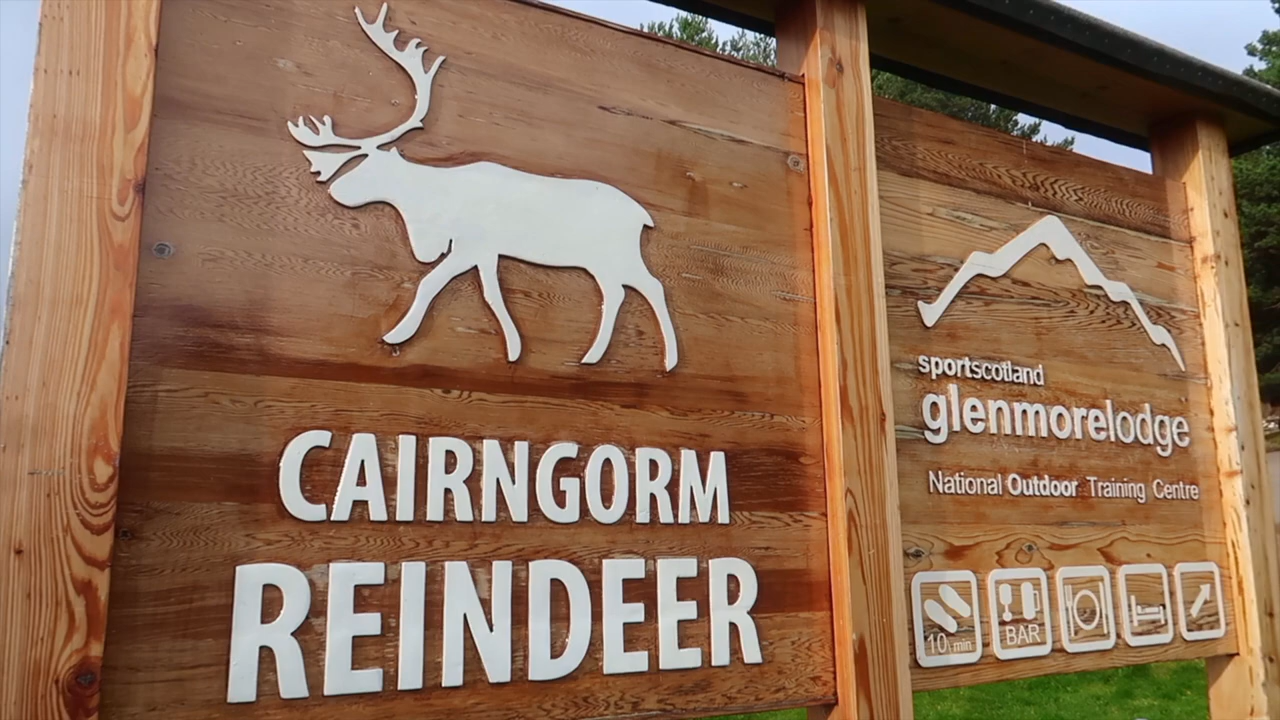 CAIRNGORM
REINDEER
sportscotland
glenmorelodge
National Outdoor Training Centre
10 min
BAR